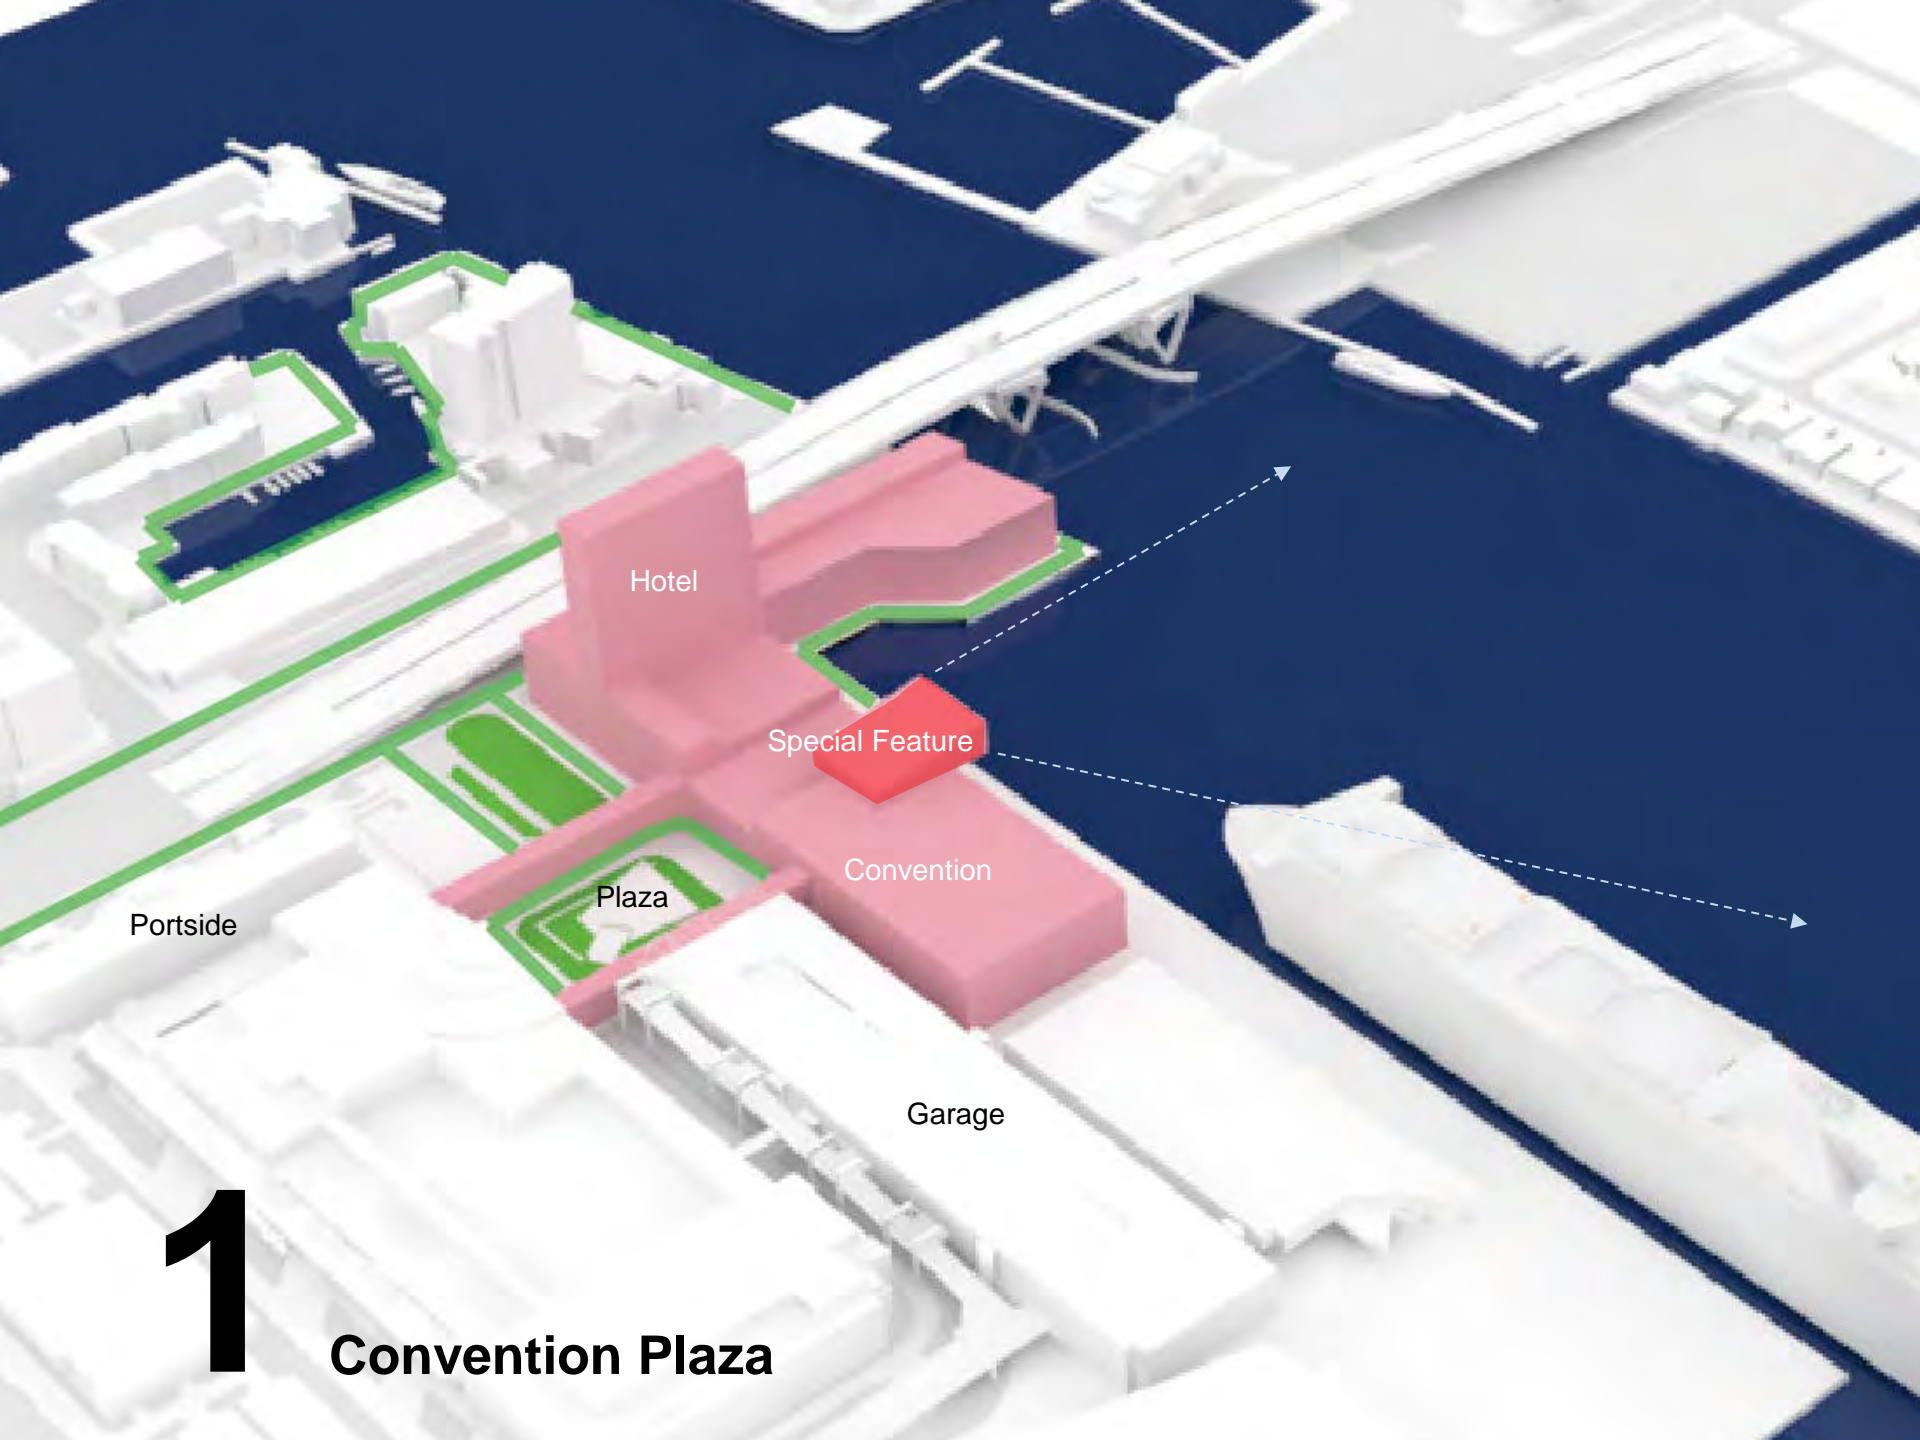 Hotel
Special Feature
Convention
Plaza
Portside
Garage
1 Convention Plaza